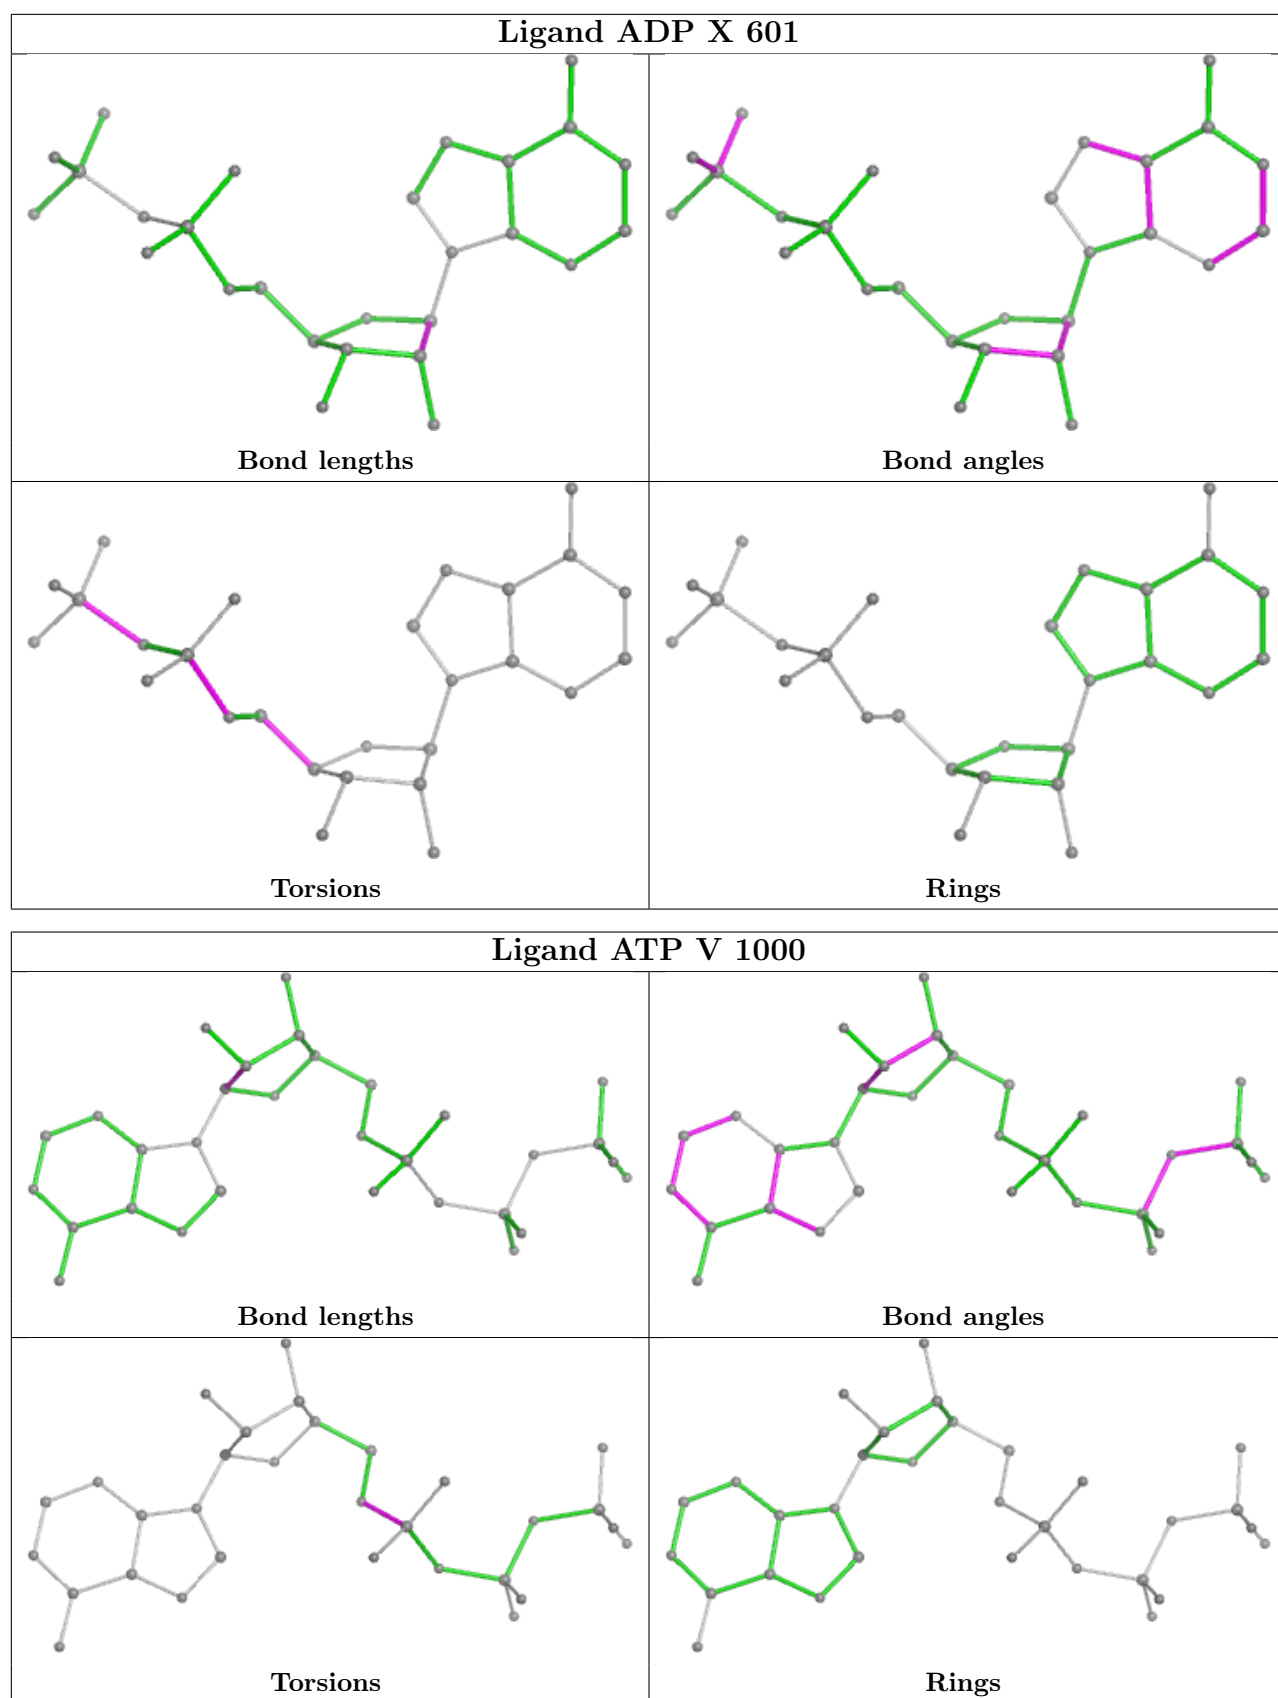 Ligand ADP X 601
Bond lengths
Bond angles
Torsions
Rings
Ligand ATP V 1000
Bond lengths
Bond angles
Torsions
Rings